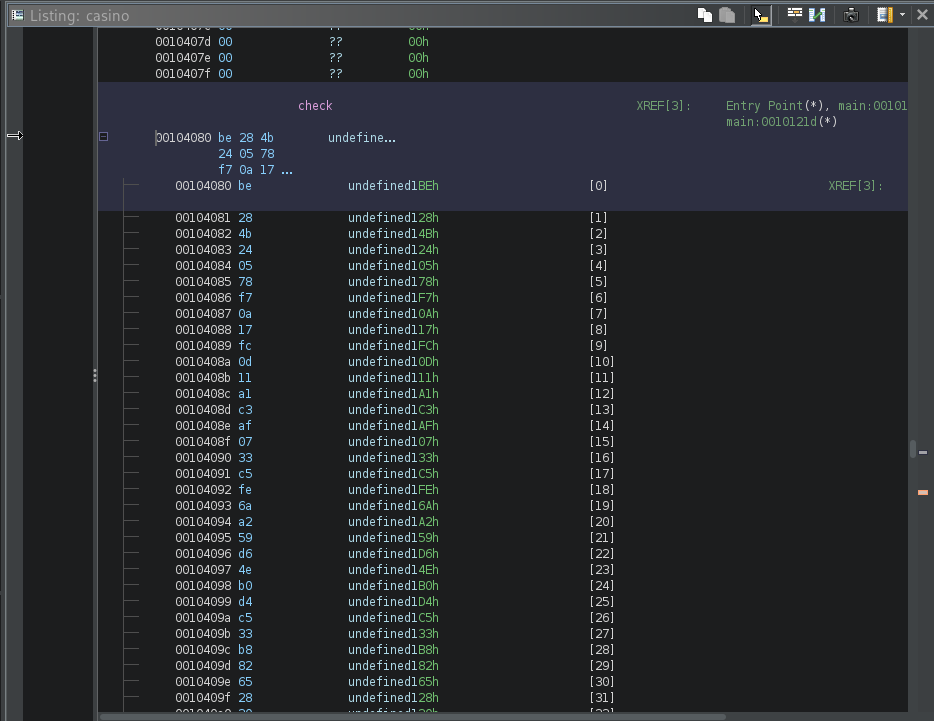 Listing: casino
0010407d 00 ?? 00h
0010407e 00 ?? 00h
0010407f 00 ?? 00h
check XREF[3]: Entry Point(*), main:00101
main:0010121d(*)
00104080 be 28 4b undefine...
24 05 78
f7 0a 17 ...
00104080 be undefined1BEh [0] XREF[3]:
00104081 28 undefined128h [1]
00104082 4b undefined14Bh [2]
00104083 24 undefined124h [3]
00104084 05 undefined105h [4]
00104085 78 undefined178h [5]
00104086 f7 undefined1F7h [6]
00104087 0a undefined10Ah [7]
00104088 17 undefined117h [8]
00104089 fc undefined1FCh [9]
0010408a 0d undefined10Dh [10]
0010408b 11 undefined111h [11]
0010408c a1 undefined1A1h [12]
0010408d c3 undefined1C3h [13]
0010408e af undefined1AFh [14]
0010408f 07 undefined107h [15]
00104090 33 undefined133h [16]
00104091 c5 undefined1C5h [17]
00104092 fe undefined1FEh [18]
00104093 6a undefined16Ah [19]
00104094 a2 undefined1A2h [20]
00104095 59 undefined159h [21]
00104096 d6 undefined1D6h [22]
00104097 4e undefined14Eh [23]
00104098 b0 undefined1B0h [24]
00104099 d4 undefined1D4h [25]
0010409a c5 undefined1C5h [26]
0010409b 33 undefined133h [27]
0010409c b8 undefined1B8h [28]
0010409d 82 undefined182h [29]
0010409e 65 undefined165h [30]
0010409f 28 undefined128h [31]